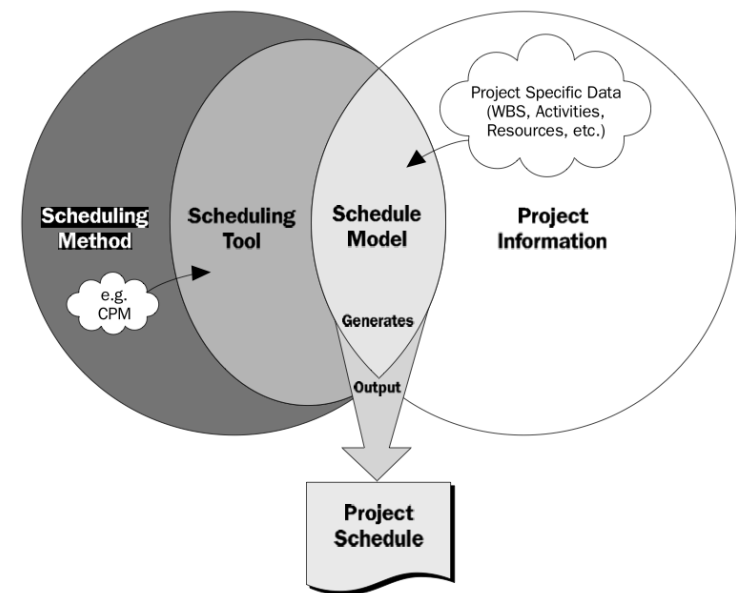 Project Specific Data
(WBS, Activities,
Resources, etc.)
Scheduling
Method
Scheduling
Tool
Schedule
Model
Project
Information
e.g.
CPM
Generates
Output
Project
Schedule